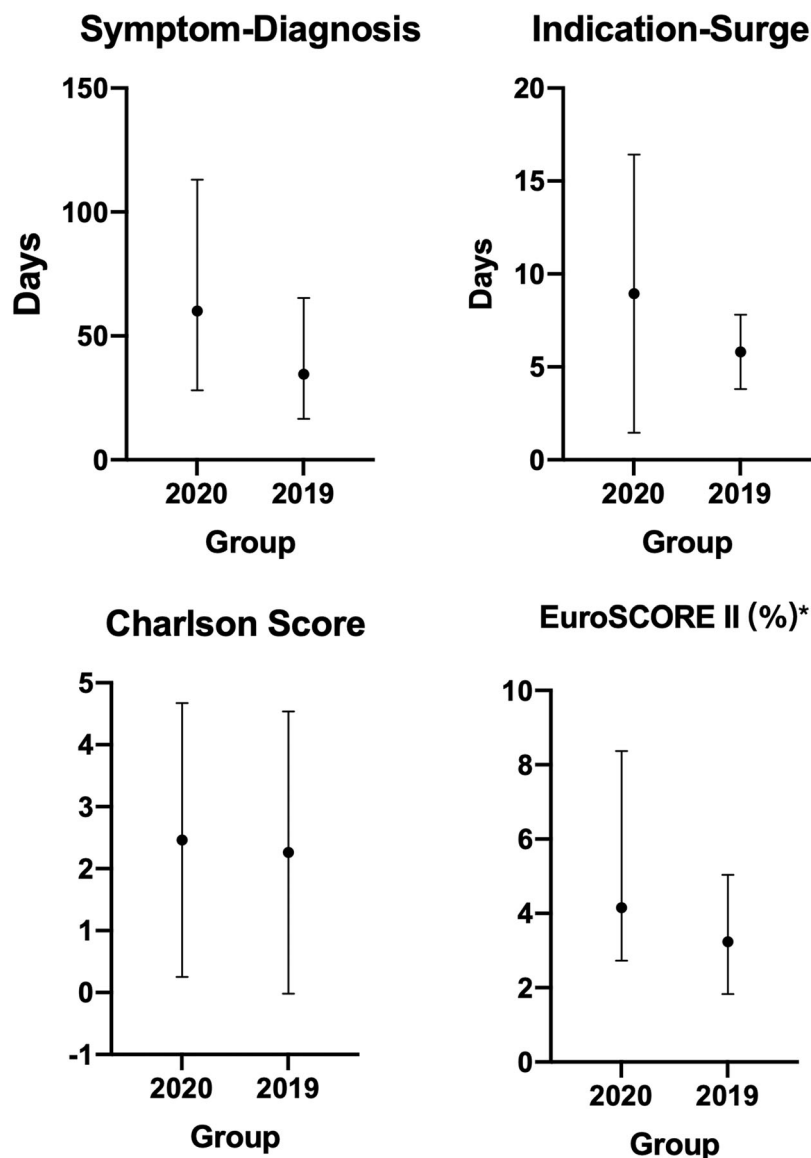 Symptom-Diagnosis
150
100
50
0
Days
2020 2019
Group
Indication-Surge
20
15
10
5
0
Days
2020 2019
Group
Charlson Score
5
4
3
2
1
0
-1
2020 2019
Group
EuroSCORE II (%)*
10
8
6
4
2
0
2020 2019
Group